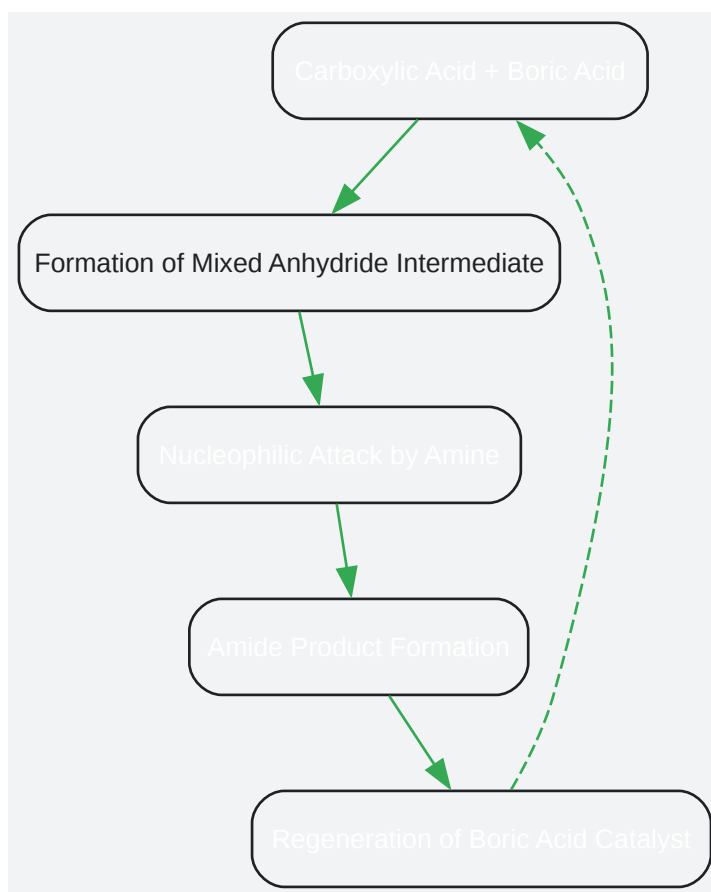 Carboxylic Acid + Boric Acid
Formation of Mixed Anhydride Intermediate
Nucleophilic Attack by Amine
Amide Product Formation
Regeneration of Boric Acid Catalyst